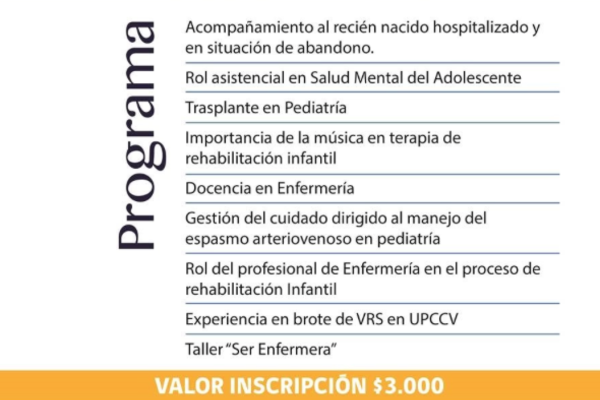 Programa
Acompañamiento al recién nacido hospitalizado y
en situación de abandono.
Rol asistencial en Salud Mental del Adolescente
Trasplante en Pediatría
Importancia de la música en terapia de
rehabilitación infantil
Docencia en Enfermería
Gestión del cuidado dirigido al manejo del
espasmo arteriovenoso en pediatría
Rol del profesional de Enfermería en el proceso de
rehabilitación Infantil
Experiencia en brote de VRS en UPCCV
Taller “Ser Enfermera”
VALOR INSCRIPCIÓN $3.000